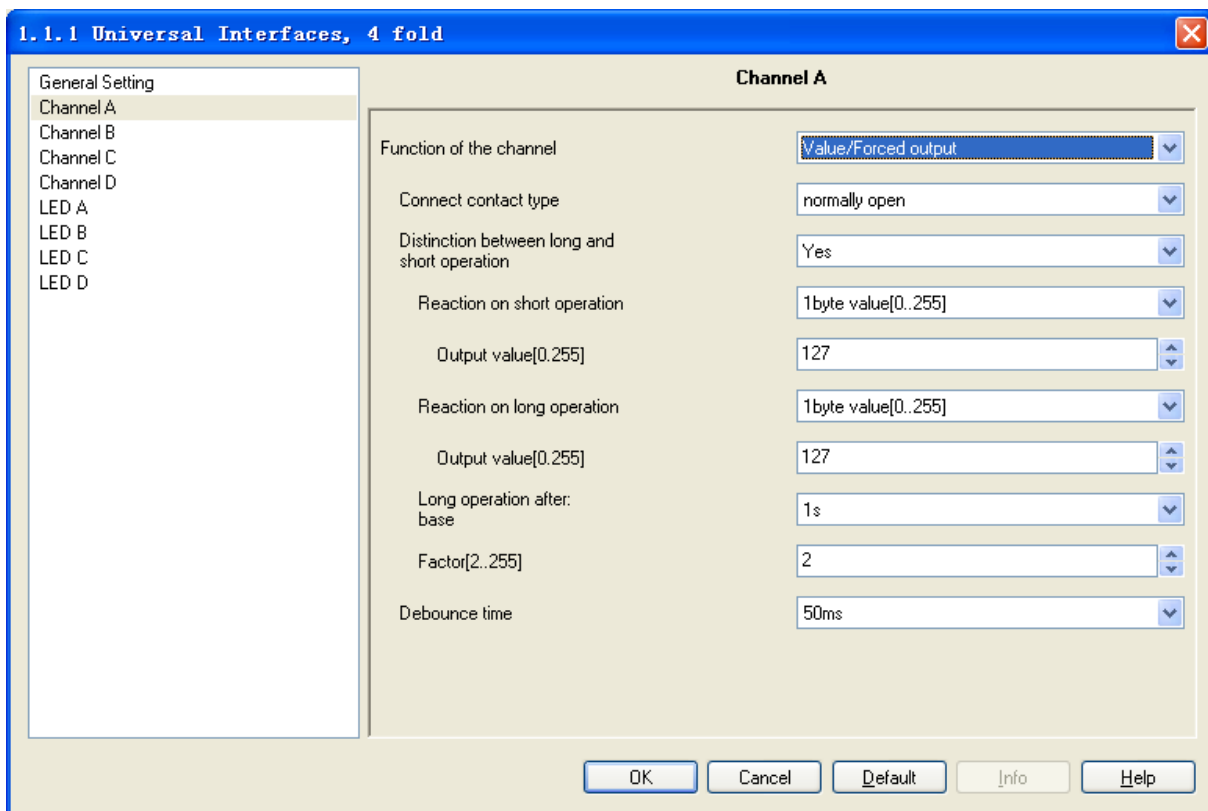 1.1.1 Universal Interfaces, 4 fold
General Setting
Channel A
Channel B
Channel C
Channel D
LED A
LED B
LED C
LED D
Channel A
Function of the channel
Value/Forced output
Connect contact type
normally open
Distinction between long and
short operation
Yes
Reaction on short operation
1byte value[0..255]
Output value[0.255]
127
Reaction on long operation
1byte value[0..255]
Output value[0.255]
127
Long operation after:
base
1s
Factor[2..255]
2
Debounce time
50ms
OK
Cancel
Default
Info
Help